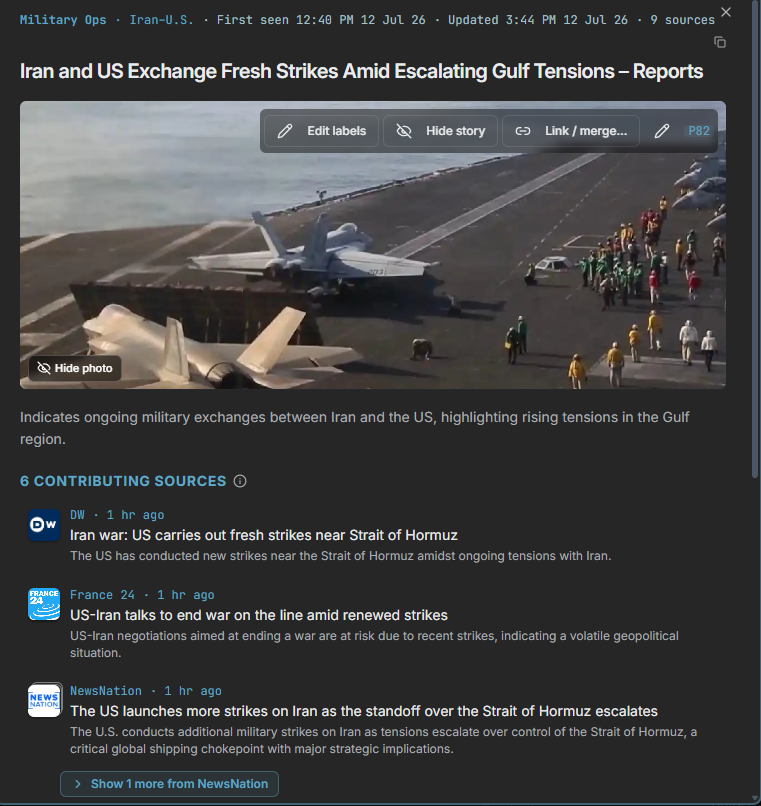 Military Ops · Iran-U.S. · First seen 12:40 PM 12 Jul 26 · Updated 3:44 PM 12 Jul 26 · 9 sources
Iran and US Exchange Fresh Strikes Amid Escalating Gulf Tensions – Reports
Edit labels
Hide story
Link / merge...
P82
Hide photo
Indicates ongoing military exchanges between Iran and the US, highlighting rising tensions in the Gulf
region.
6 CONTRIBUTING SOURCES
DW
DW · 1 hr ago
Iran war: US carries out fresh strikes near Strait of Hormuz
The US has conducted new strikes near the Strait of Hormuz amidst ongoing tensions with Iran.
FRANCE
24
France 24 · 1 hr ago
US-Iran talks to end war on the line amid renewed strikes
US-Iran negotiations aimed at ending a war are at risk due to recent strikes, indicating a volatile geopolitical
situation.
NEWS
NATION
NewsNation · 1 hr ago
The US launches more strikes on Iran as the standoff over the Strait of Hormuz escalates
The U.S. conducts additional military strikes on Iran as tensions escalate over control of the Strait of Hormuz, a
critical global shipping chokepoint with major strategic implications.
Show 1 more from NewsNation